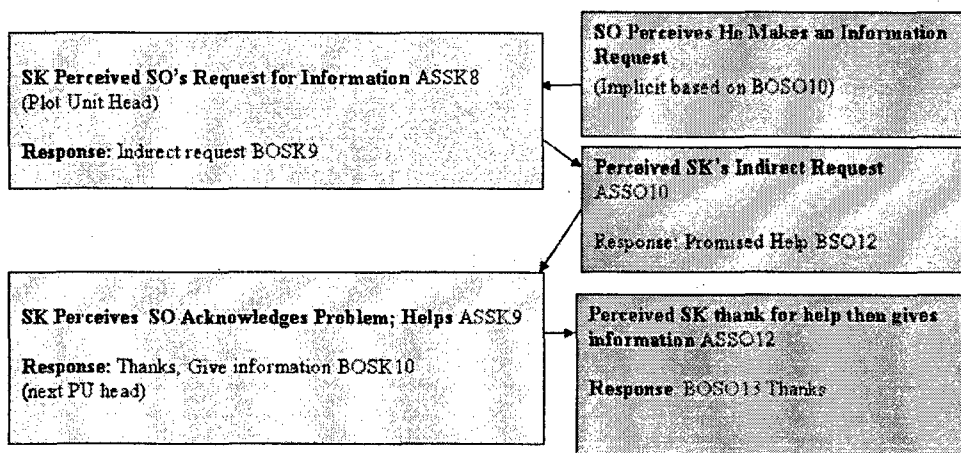 SK Perceived SO's Request for Information ASSK8
(Plot Unit Head)
Response: Indirect request BOSK9
SO Perceives He Makes an Information
Request
(Implicit based on BOSO10)
Perceived SK's Indirect Request
ASSO10
Response: Promised Help BSO12
SK Perceives SO Acknowledges Problem; Helps ASSK9
Response: Thanks, Give information BOSK10
(next PU head)
Perceived SK thank for help then gives
information ASSO12
Response: BOSO13 Thanks